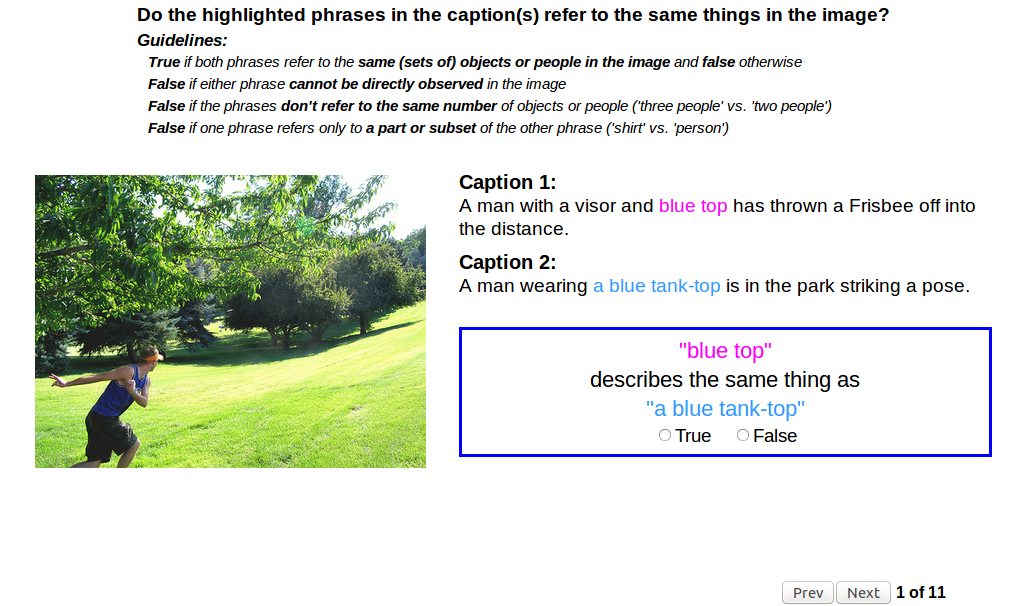 Do the highlighted phrases in the caption(s) refer to the same things in the image?
Guidelines:
True if both phrases refer to the same (sets of) objects or people in the image and false otherwise
False if either phrase cannot be directly observed in the image
False if the phrases don't refer to the same number of objects or people ('three people' vs. 'two people')
False if one phrase refers only to a part or subset of the other phrase ('shirt' vs. 'person')
Caption 1:
A man with a visor and blue top has thrown a Frisbee off into
the distance.
Caption 2:
A man wearing a blue tank-top is in the park striking a pose.
"blue top"
describes the same thing as
"a blue tank-top"
True False
Prev Next 1 of 11